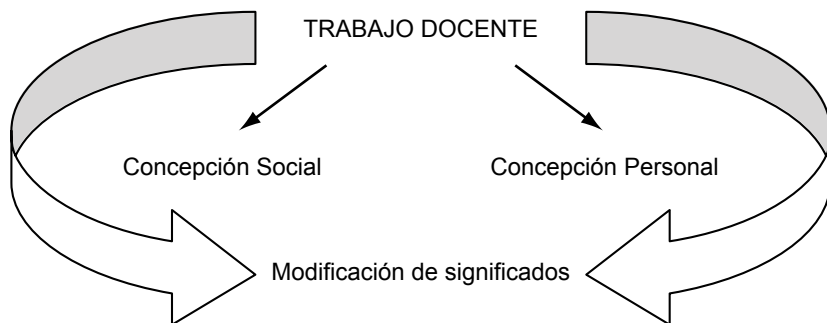 TRABAJO DOCENTE
Concepción Social
Concepción Personal
Modificación de significados